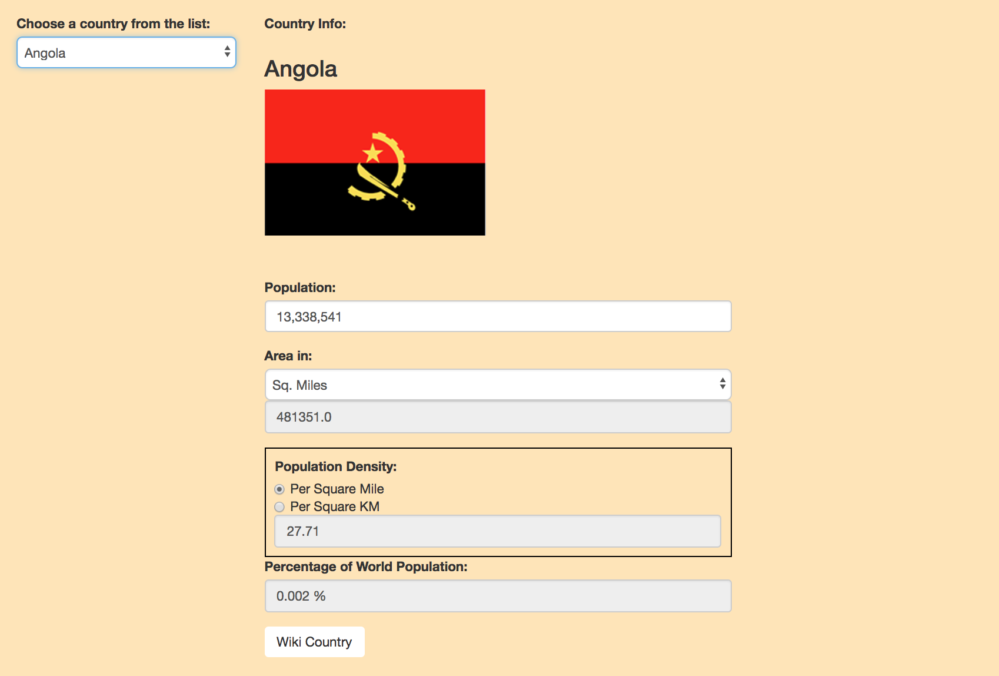 Choose a country from the list:
Angola
Country Info:
Angola
Population:
13,338,541
Area in:
Sq. Miles
481351.0
Population Density:
Per Square Mile
Per Square KM
27.71
Percentage of World Population:
0.002 %
Wiki Country